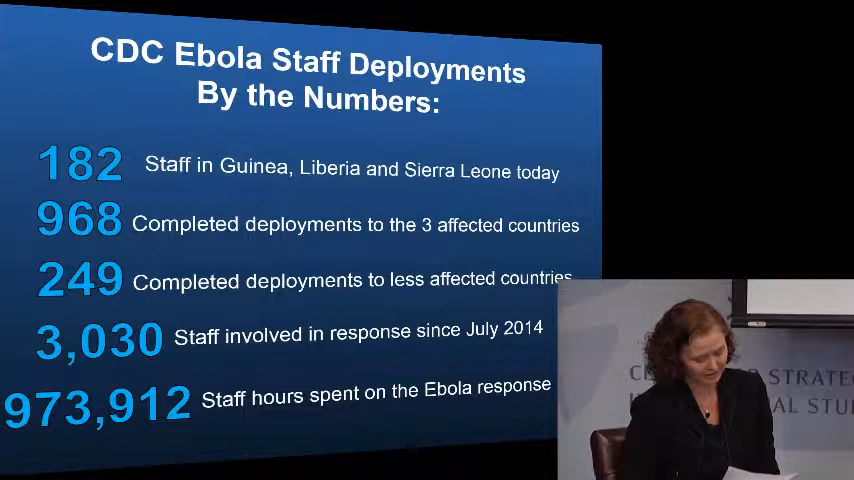 CDC Ebola Staff Deployments
By the Numbers:
182 Staff in Guinea, Liberia and Sierra Leone today
968 Completed deployments to the 3 affected countries
249 Completed deployments to less affected countries
3,030 Staff involved in response since July 2014
973,912 Staff hours spent on the Ebola response